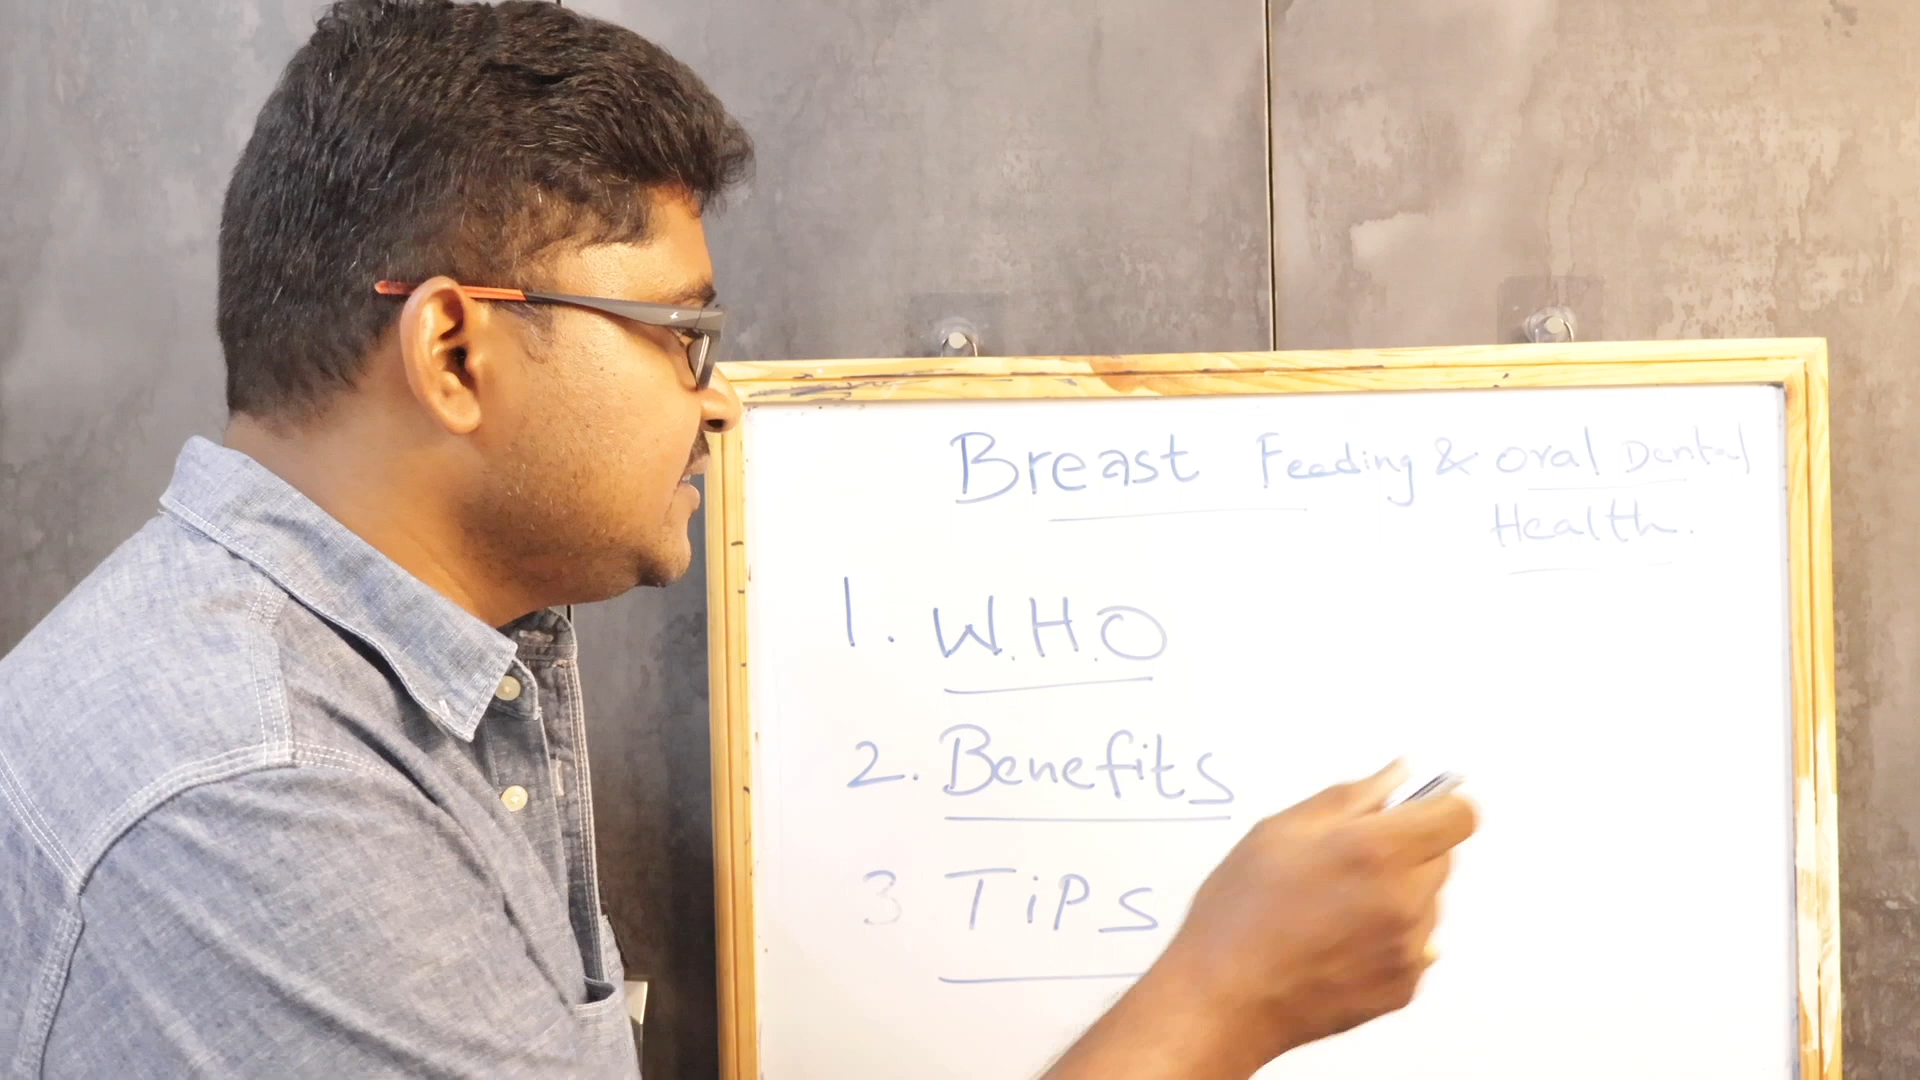 Breast Feeding & Oral Dental
Health.
1. W.H.O
2. Benefits
3 TiPs